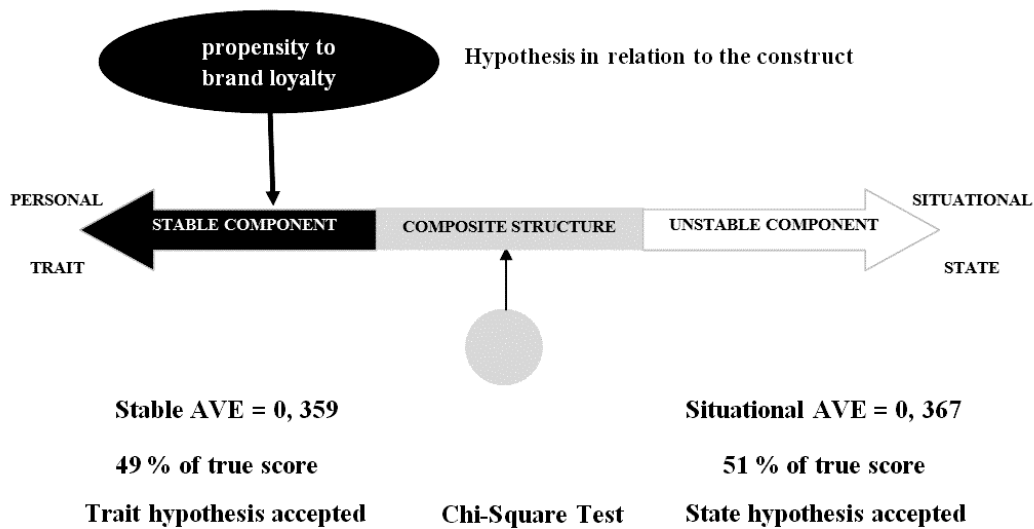 propensity to
brand loyalty
Hypothesis in relation to the construct
PERSONAL
SITUATIONAL
STABLE COMPONENT
COMPOSITE STRUCTURE
UNSTABLE COMPONENT
TRAIT
STATE
Stable AVE = 0, 359
Situational AVE = 0, 367
49 % of true score
51 % of true score
Trait hypothesis accepted
Chi-Square Test
State hypothesis accepted